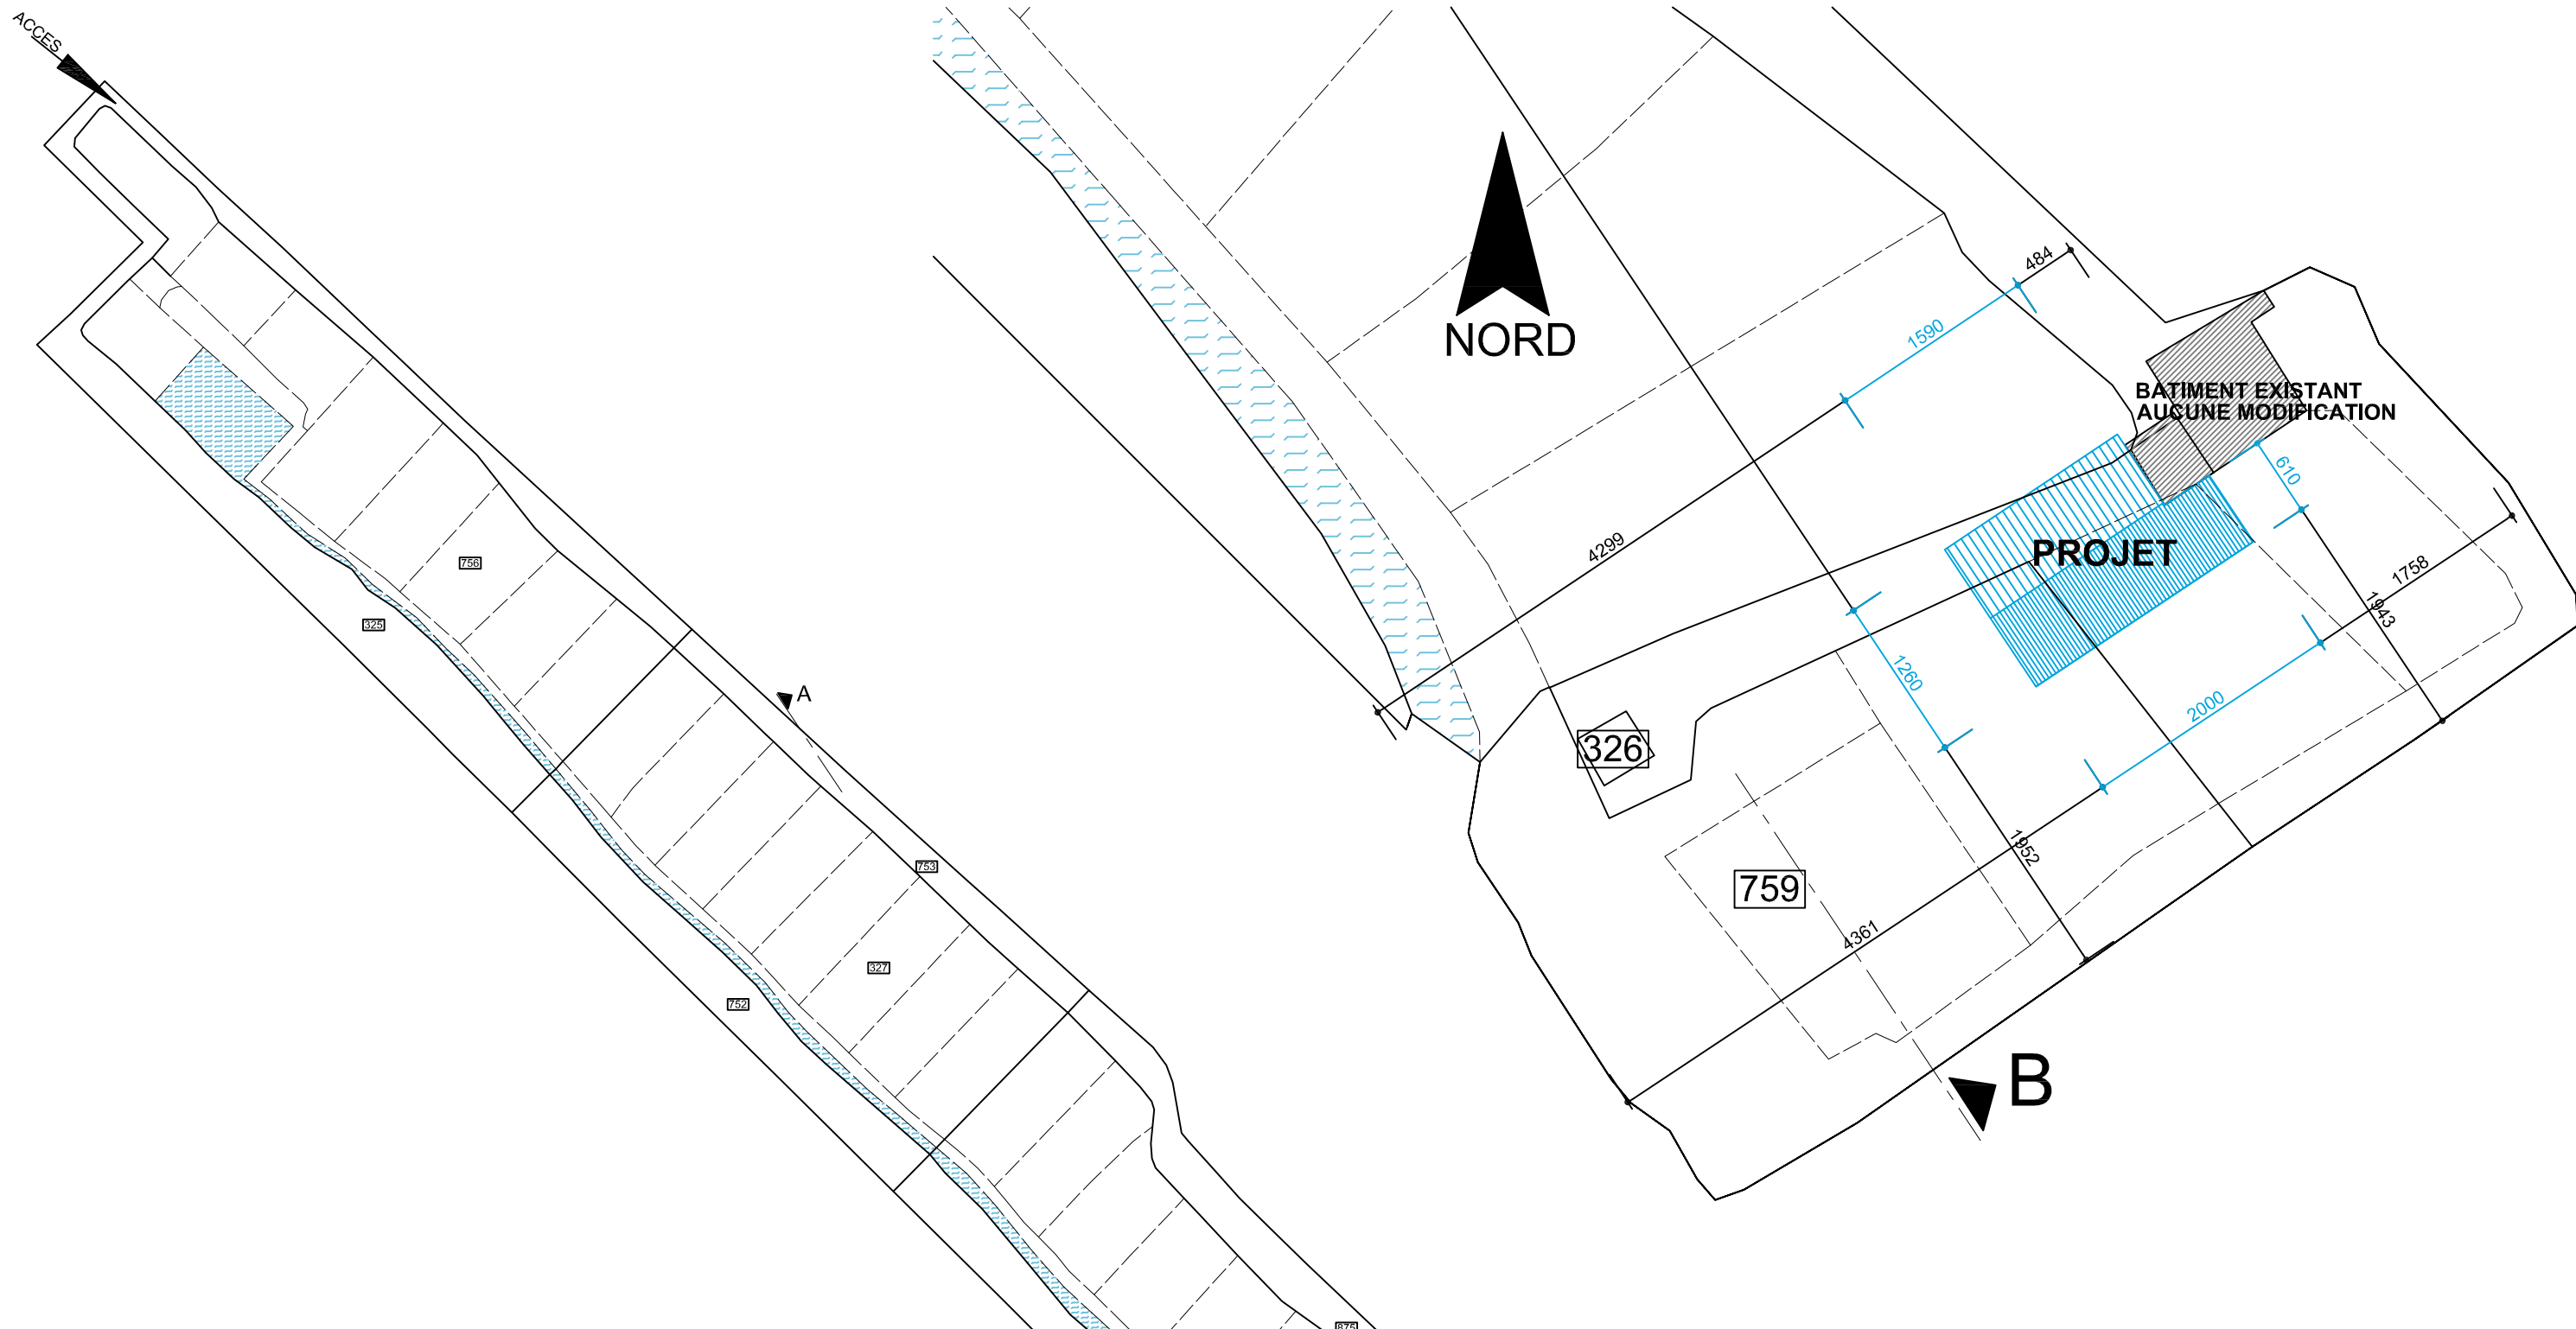 ACCES
756
325
A
753
327
752
875
NORD
484
1590
4299
BATIMENT EXISTANT
AUCUNE MODIFICATION
610
PROJET
1758
1943
1260
2000
326
1952
759
4361
B